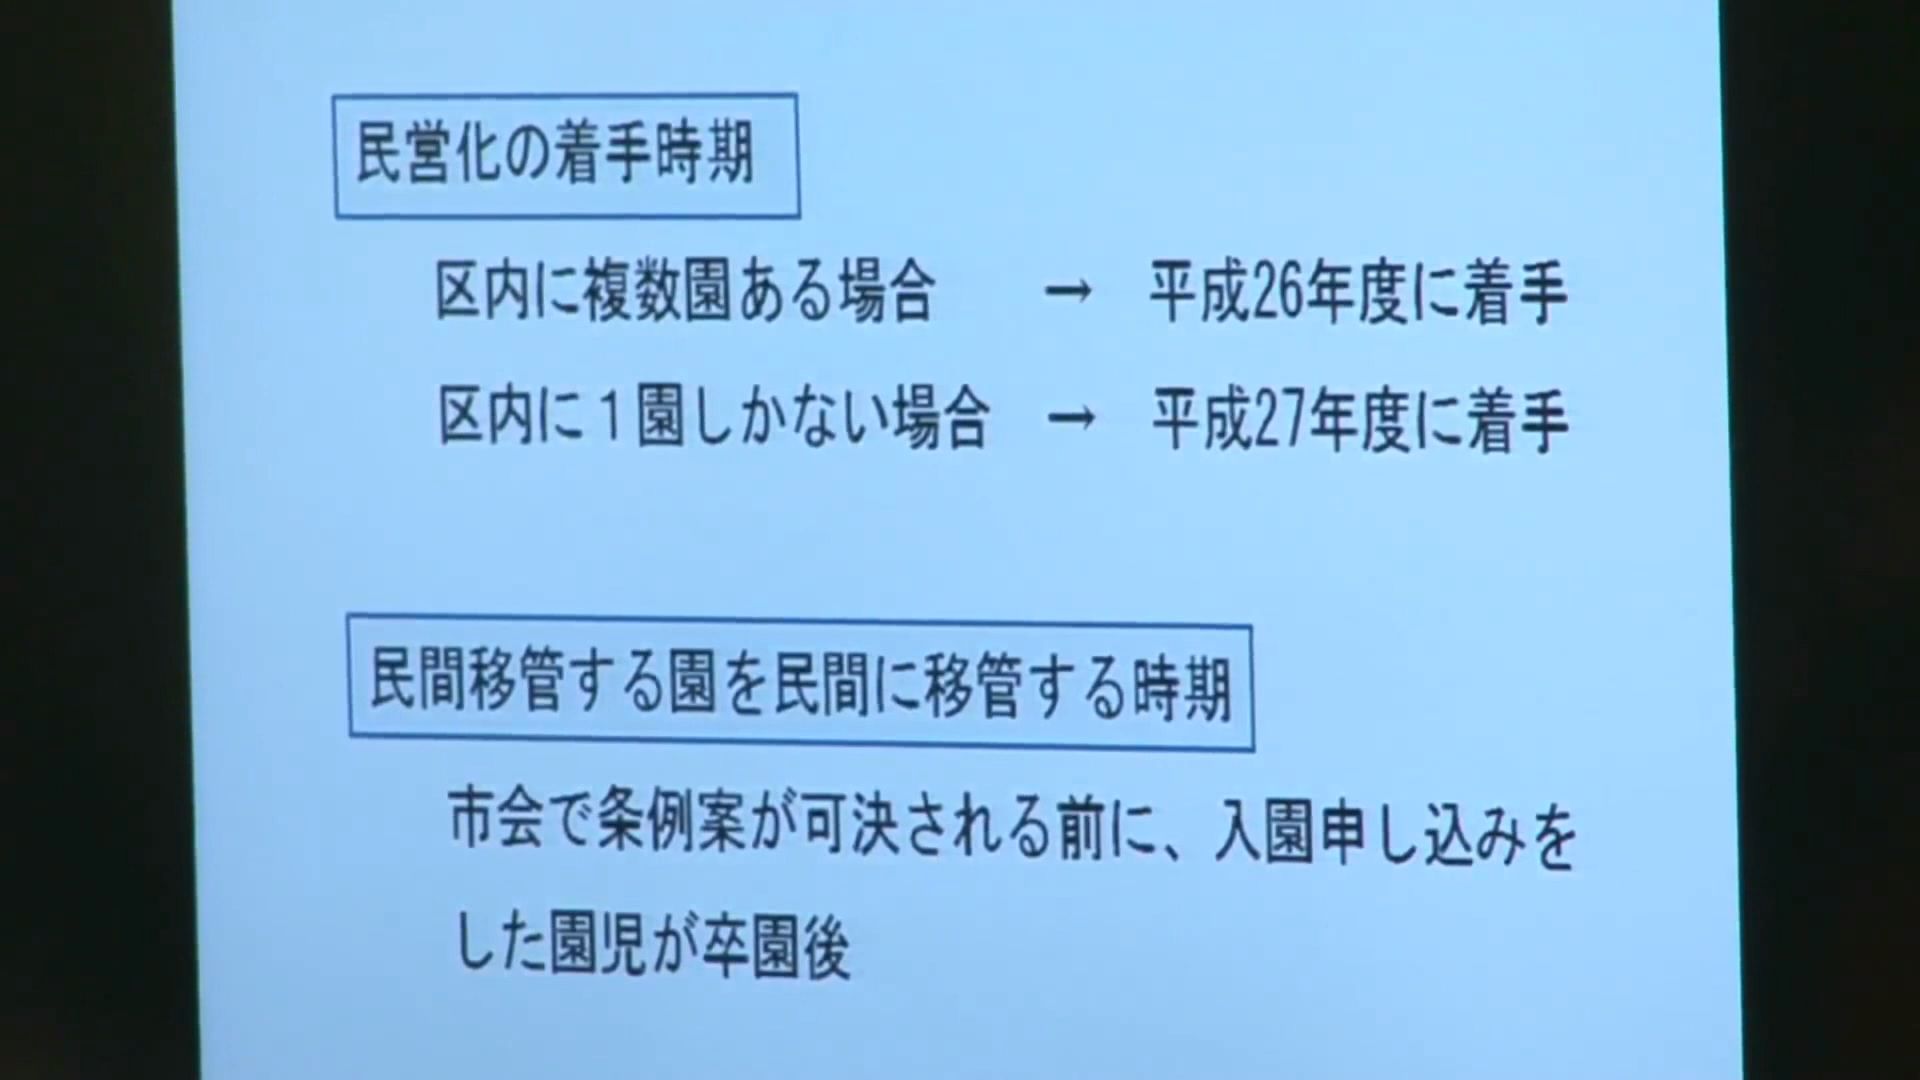 民営化の着手時期
区内に複数園ある場合 → 平成26年度に着手
区内に１園しかない場合 → 平成27年度に着手
民間移管する園を民間に移管する時期
市会で条例案が可決される前に、入園申し込みを
した園児が卒園後